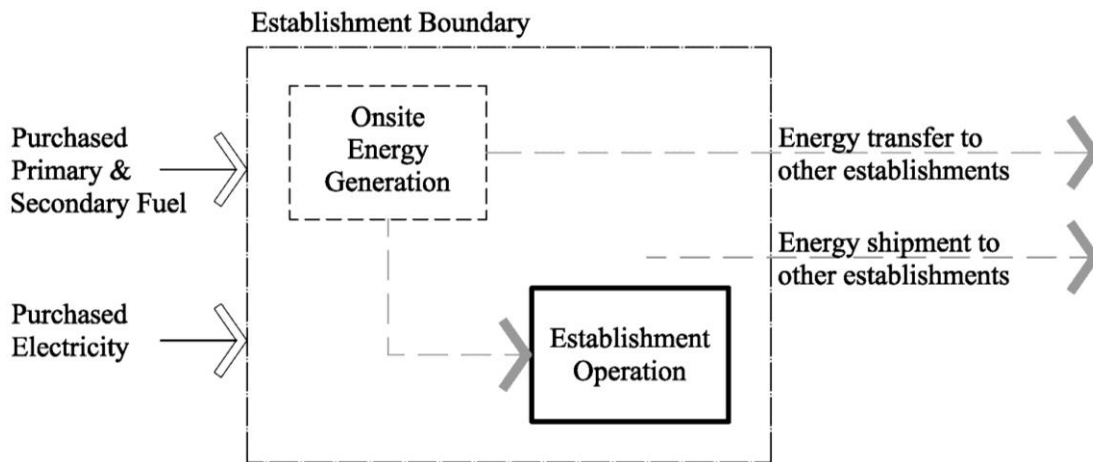 Establishment Boundary
Purchased
Primary &
Secondary Fuel
Onsite
Energy
Generation
Energy transfer to
other establishments
Energy shipment to
other establishments
Purchased
Electricity
Establishment
Operation